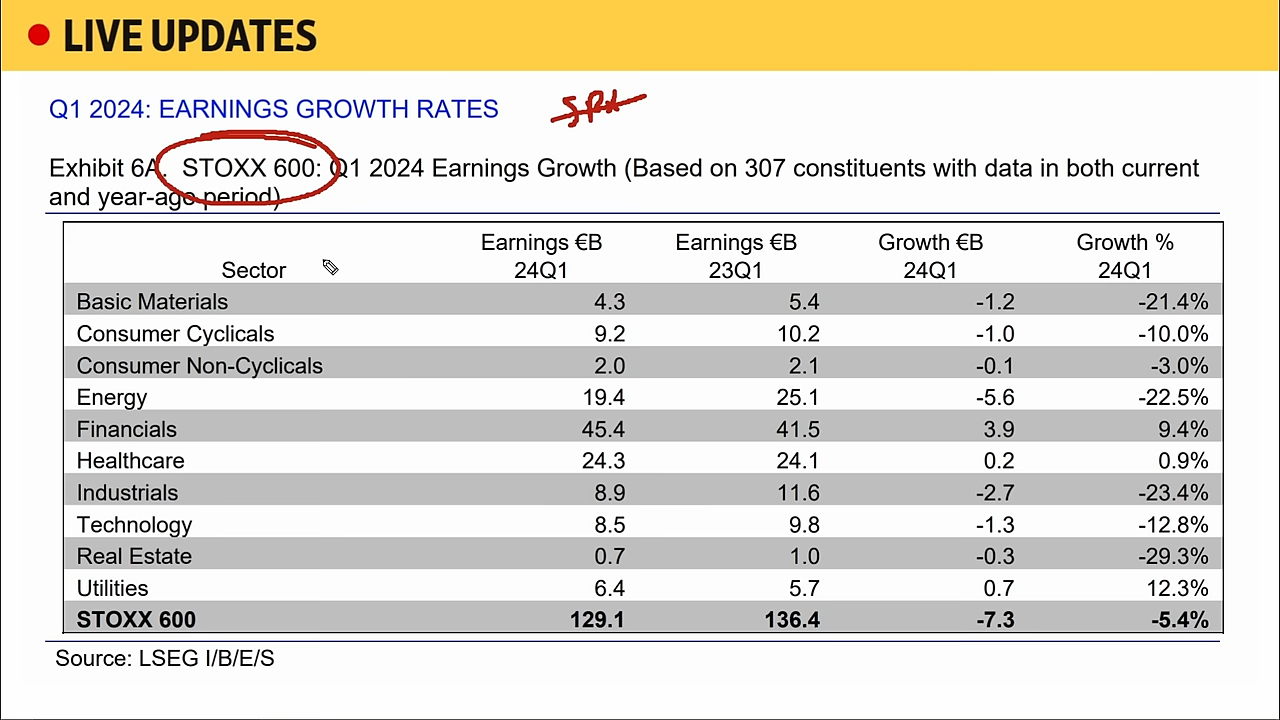 LIVE UPDATES
Q1 2024: EARNINGS GROWTH RATES
Exhibit 6A. STOXX 600: Q1 2024 Earnings Growth (Based on 307 constituents with data in both current
and year-ago period)
Earnings €B Earnings €B Growth €B Growth %
Sector 24Q1 23Q1 24Q1 24Q1
Basic Materials 4.3 5.4 -1.2 -21.4%
Consumer Cyclicals 9.2 10.2 -1.0 -10.0%
Consumer Non-Cyclicals 2.0 2.1 -0.1 -3.0%
Energy 19.4 25.1 -5.6 -22.5%
Financials 45.4 41.5 3.9 9.4%
Healthcare 24.3 24.1 0.2 0.9%
Industrials 8.9 11.6 -2.7 -23.4%
Technology 8.5 9.8 -1.3 -12.8%
Real Estate 0.7 1.0 -0.3 -29.3%
Utilities 6.4 5.7 0.7 12.3%
STOXX 600 129.1 136.4 -7.3 -5.4%
Source: LSEG I/B/E/S